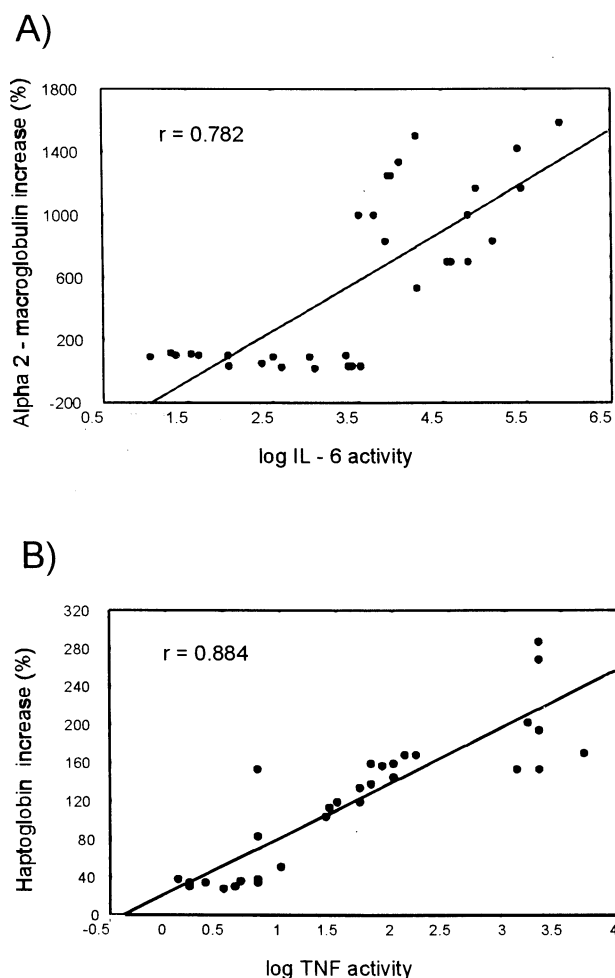 A)
Alpha 2 - macroglobulin increase (%)
1800
1400
1000
600
200
-200
r = 0.782
0.5 1.5 2.5 3.5 4.5 5.5 6.5
log IL - 6 activity
B)
Haptoglobin increase (%)
320
280
240
200
160
120
80
40
0
r = 0.884
-0.5 0 0.5 1 1.5 2 2.5 3 3.5 4
log TNF activity